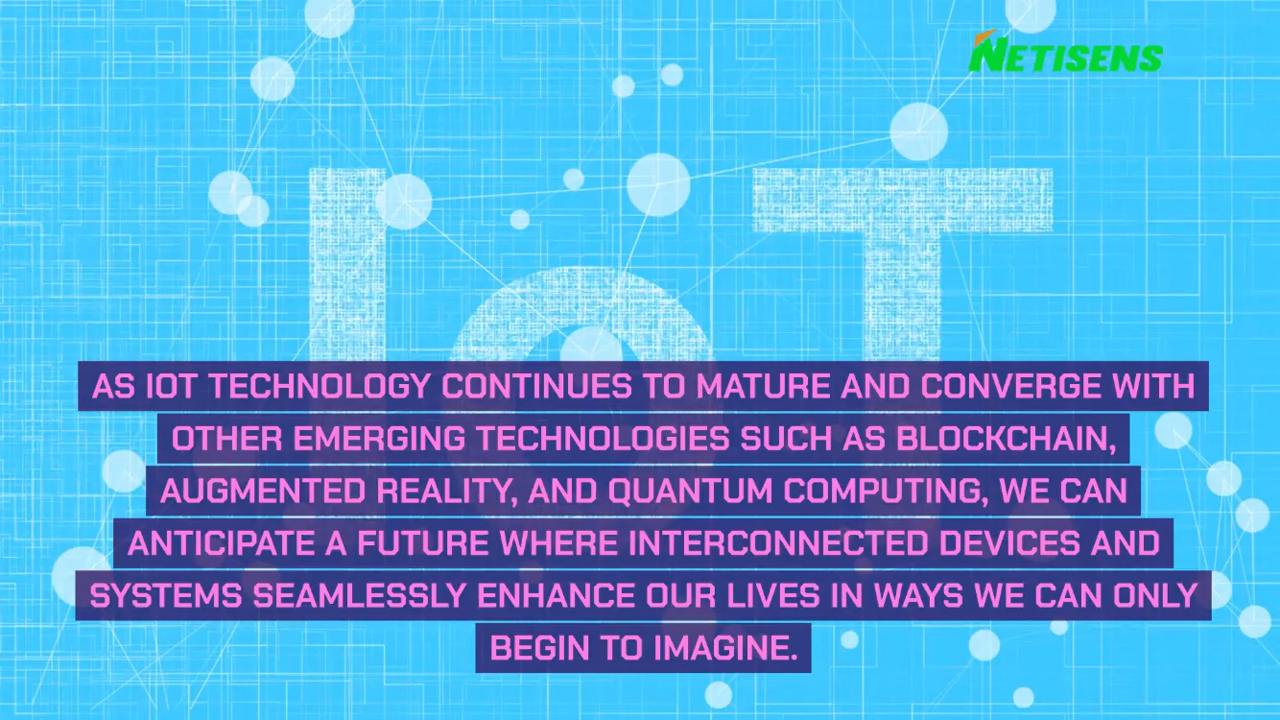 NETISENS
IoT
AS IOT TECHNOLOGY CONTINUES TO MATURE AND CONVERGE WITH
OTHER EMERGING TECHNOLOGIES SUCH AS BLOCKCHAIN,
AUGMENTED REALITY, AND QUANTUM COMPUTING, WE CAN
ANTICIPATE A FUTURE WHERE INTERCONNECTED DEVICES AND
SYSTEMS SEAMLESSLY ENHANCE OUR LIVES IN WAYS WE CAN ONLY
BEGIN TO IMAGINE.